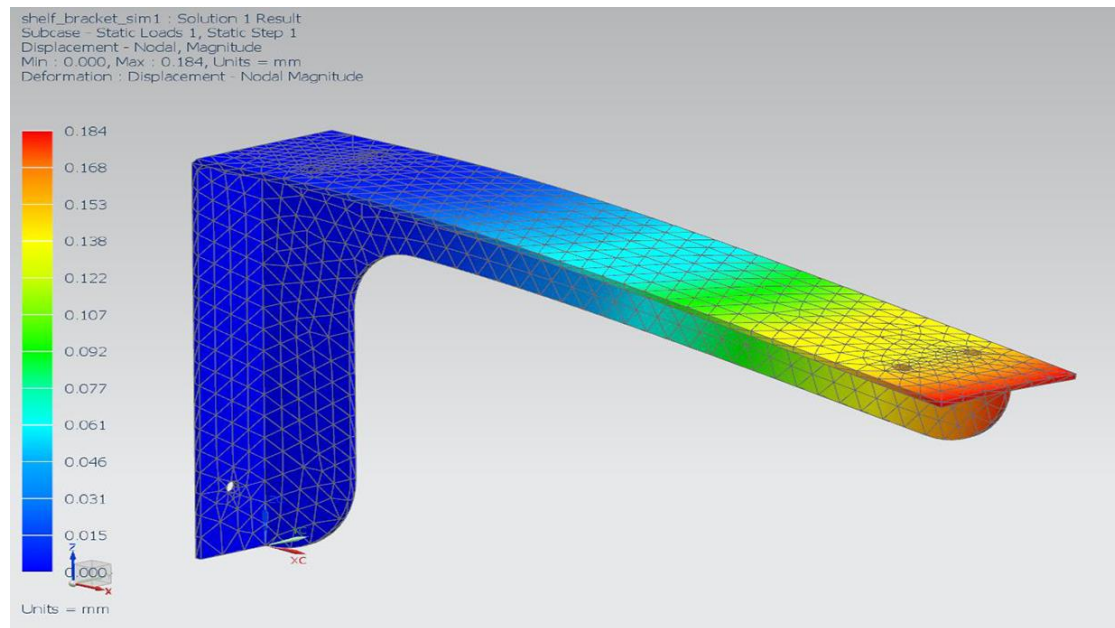 shelf_bracket_sim1 : Solution 1 Result
Subcase - Static Loads 1, Static Step 1
Displacement - Nodal, Magnitude
Min : 0.000, Max : 0.184, Units = mm
Deformation : Displacement - Nodal Magnitude
0.184
0.168
0.153
0.138
0.122
0.107
0.092
0.077
0.061
0.046
0.031
0.015
0.000
Z
X
XC
Units = mm